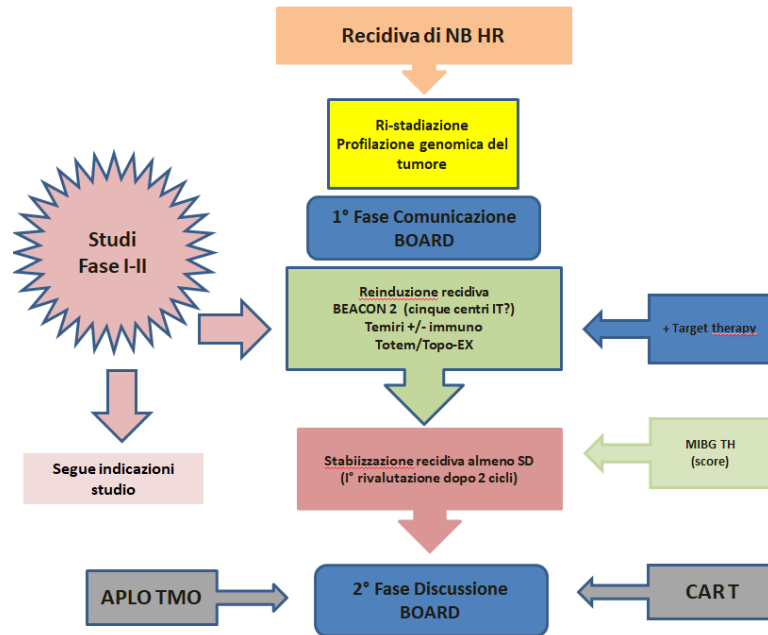 Recidiva di NB HR
Ri-stadiazione
Profilazione genomica del
tumore
1° Fase Comunicazione
BOARD
Studi
Fase I-II
Reinduzione recidiva
BEACON 2 (cinque centri IT?)
Temiri +/- immuno
Totem/Topo-EX
+ Target therapy
Segue indicazioni
studio
Stabiizzazione recidiva almeno SD
(I° rivalutazione dopo 2 cicli)
MIBG TH
(score)
APLO TMO
2° Fase Discussione
BOARD
CAR T